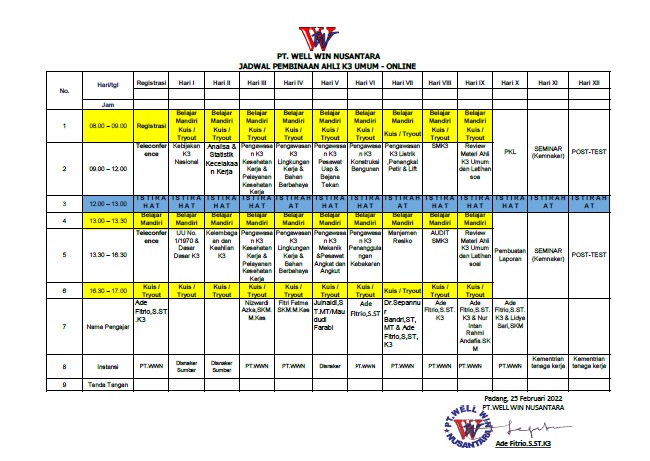 PT. WELL WIN NUSANTARA
JADWAL PEMBINAAN AHLI K3 UMUM - ONLINE
No. Hari/tgl Registrasi Hari I Hari II Hari III Hari IV Hari V Hari VI Hari VII Hari VIII Hari IX Hari X Hari XI Hari XII
Jam
1 08.00 – 09.00 Registrasi
Belajar Mandiri Kuis / Tryout
Belajar Mandiri Kuis / Tryout
Belajar Mandiri Kuis / Tryout
Belajar Mandiri Kuis / Tryout
Belajar Mandiri Kuis / Tryout
Belajar Mandiri Kuis / Tryout
Belajar Mandiri Kuis / Tryout
Belajar Mandiri Kuis / Tryout
Belajar Mandiri Kuis / Tryout
PKL
SEMINAR (Kemnaker)
POST-TEST
2 09.00 – 12.00
Teleconference
Kebijakan K3 Nasional
Analisa & Statistik Kecelakaan Kerja
Pengawasan K3 Kesehatan Kerja & Pelayanan Kesehatan Kerja
Pengawasan K3 Lingkungan Kerja & Bahan Berbahaya
Pengawasan K3 Pesawat Uap & Bejana Tekan
Pengawasan K3 Konstruksi Bangunan
Pengawasan K3 Listrik ,Penangkal Petir & Lift
SMK3
Review Meteri Ahli K3 Umum dan Latihan soa
3 12.00 – 13.00 ISTIRAHAT ISTIRAHAT ISTIRAHAT ISTIRAHAT ISTIRAHAT ISTIRAHAT ISTIRAHAT ISTIRAHAT ISTIRAHAT ISTIRAHAT ISTIRAHAT ISTIRAHAT ISTIRAHAT
4 13.00 – 13.30
Belajar Mandiri
Belajar Mandiri
Belajar Mandiri
Belajar Mandiri
Belajar Mandiri
Belajar Mandiri
Belajar Mandiri
Belajar Mandiri
Belajar Mandiri
Belajar Mandiri
5 13.30 – 16.30
Teleconference
UU No. 1/1970 & Dasar Dasar K3
Kelembagaan dan Keahlian K3
Pengawasan K3 Kesehatan Kerja & Pelayanan Kesehatan Kerja
Pengawasan K3 Lingkungan Kerja & Bahan Berbahaya
Pengawasan K3 Mekanik &Pesawat Angkat dan Angkut
Pengawasan K3 Penanggulangan Kebakaran
Manjemen Resiko
AUDIT SMK3
Review Materi Ahli K3 Umum dan Letihan soal
Pembuatan Laporan
SEMINAR (Kemnaker)
POST-TEST
6 16.30 – 17.00
Kuis / Tryout
Kuis / Tryout
Kuis / Tryout
Kuis / Tryout
Kuis / Tryout
Kuis / Tryout
Kuis / Tryout
Kuis / Tryout
Kuis / Tryout
Kuis / Tryout
7 Nama Pengajar
Ade Fitrio,S.ST.K3
Nizwardi Azka,SKM.M.Kes
Fitri Fatma SKM.M.Kes
Julnaidi,ST.MT/Maududi Farabi
Ade Fitrio,S.ST
Dr.Sepannur Bandri,ST,MT & Ade Fitrio,S,ST,K3
Ade Fitrio,S.ST.K3
Ade Fitrio,S.ST.K3 & Nur Intan Rahmi Andafia.SKM
Ade Fitrio,S.ST.K3 & Lidya Sari,SKM
8 Instansi PT.WWN
Disnaker Sumbar
Disnaker Sumbar
PT.WWN PT.WWN Disnaker PT.WWN PT.WWN PT.WWN PT.WWN PT.WWN
Kementrian tenaga kerja
Kementrian tenaga kerja
9 Tanda Tangan
Padang, 25 Februari 2022
PT.WELL WIN NUSANTARA
PT. WELL WIN NUSANTARA
Ade Fitrio.S.ST.K3